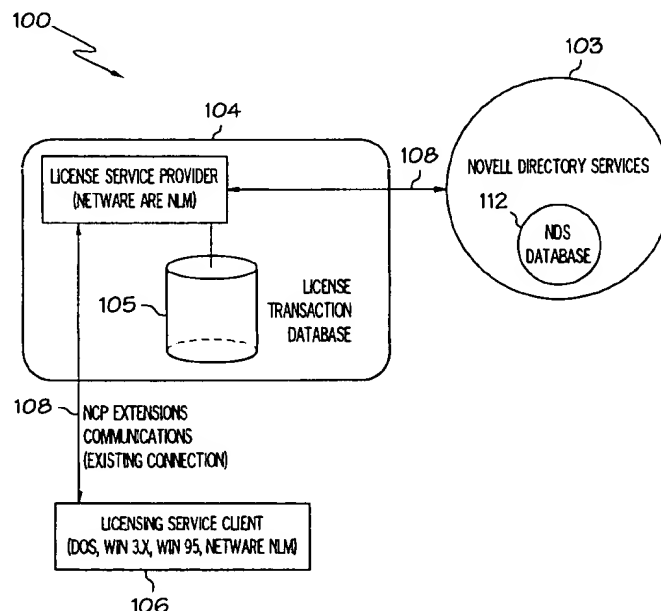 100
103
104
LICENSE SERVICE PROVIDER
(NETWARE ARE NLM)
108
NOVELL DIRECTORY SERVICES
112
NDS
DATABASE
105
LICENSE
TRANSACTION
DATABASE
108
NCP EXTENSIONS
COMMUNICATIONS
(EXISTING CONNECTION)
LICENSING SERVICE CLIENT
(DOS, WIN 3.X, WIN 95, NETWARE NLM)
106